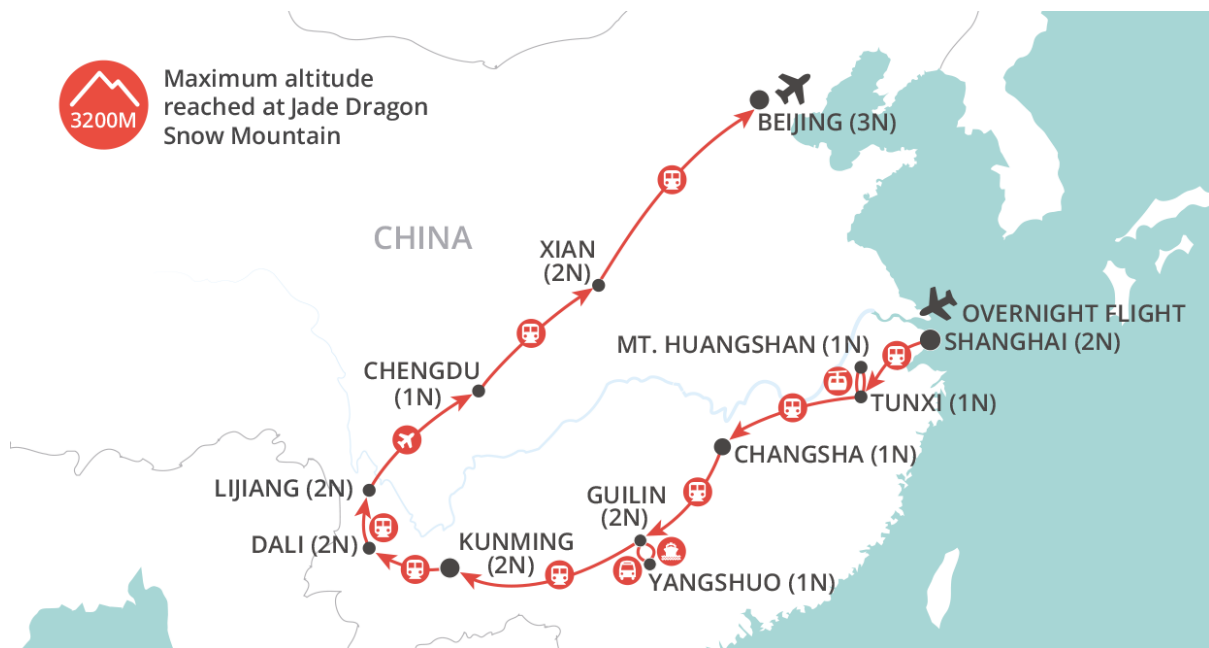 3200M
Maximum altitude
reached at Jade Dragon
Snow Mountain
BEIJING (3N)
CHINA
XIAN
(2N)
OVERNIGHT FLIGHT
SHANGHAI (2N)
MT. HUANGSHAN (1N)
CHENGDU
(1N)
TUNXI (1N)
CHANGSHA (1N)
LIJIANG (2N)
GUILIN
(2N)
DALI (2N)
KUNMING
(2N)
YANGSHUO (1N)